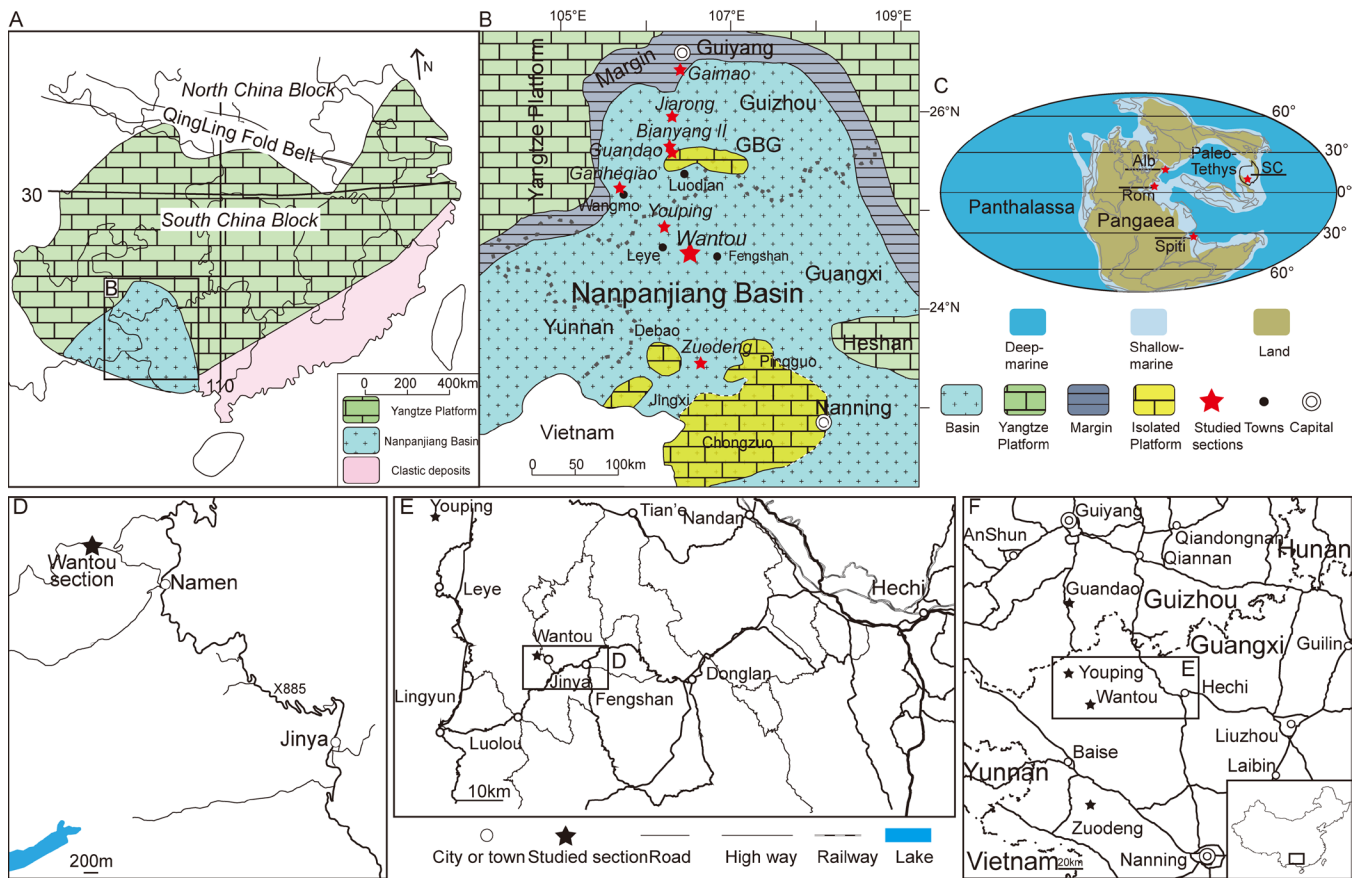 A
N
North China Block
QingLing Fold Belt
30
South China Block
B
110
0
200
400km
Yangtze Platform
Nanpanjiang Basin
Clastic deposits
B
105°E
107°E
109°E
Yangtze Platform
Margin
Guiyang
Gaimao
Jiarong
Guizhou
Bianyang II
Guandao
GBG
Ganheqiao
Luodian
Wangmo
Youping
Wantou
Leye
Fengshan
Guangxi
Nanpanjiang Basin
Yunnan
Debao
Zuodeng
Pingguo
Heshan
Jingxi
Nanning
Vietnam
Chongzuo
0
50
100km
26°N
24°N
C
60°
30°
0°
30°
60°
Alb
Paleo-
Tethys
SC
Rom
Panthalassa
Pangaea
Spiti
Deep-
marine
Shallow-
marine
Land
Basin
Yangtze
Platform
Margin
Isolated
Platform
Studied
sections
Towns
Capital
D
Wantou
section
Namen
X885
Jinya
200m
E
Youping
Tian'e
Nandan
Leye
Hechi
Wantou
D
Jinya
Donglan
Lingyun
Fengshan
Luolou
10km
City or town
Studied section
Road
High way
Railway
Lake
F
Guiyang
AnShun
Qiandongnan
Qiannan
Hunan
Guandao
Guizhou
Guangxi
Guilin
Youping
E
Wantou
Hechi
Liuzhou
Baise
Laibin
Yunnan
Zuodeng
Vietnam
20km
Nanning